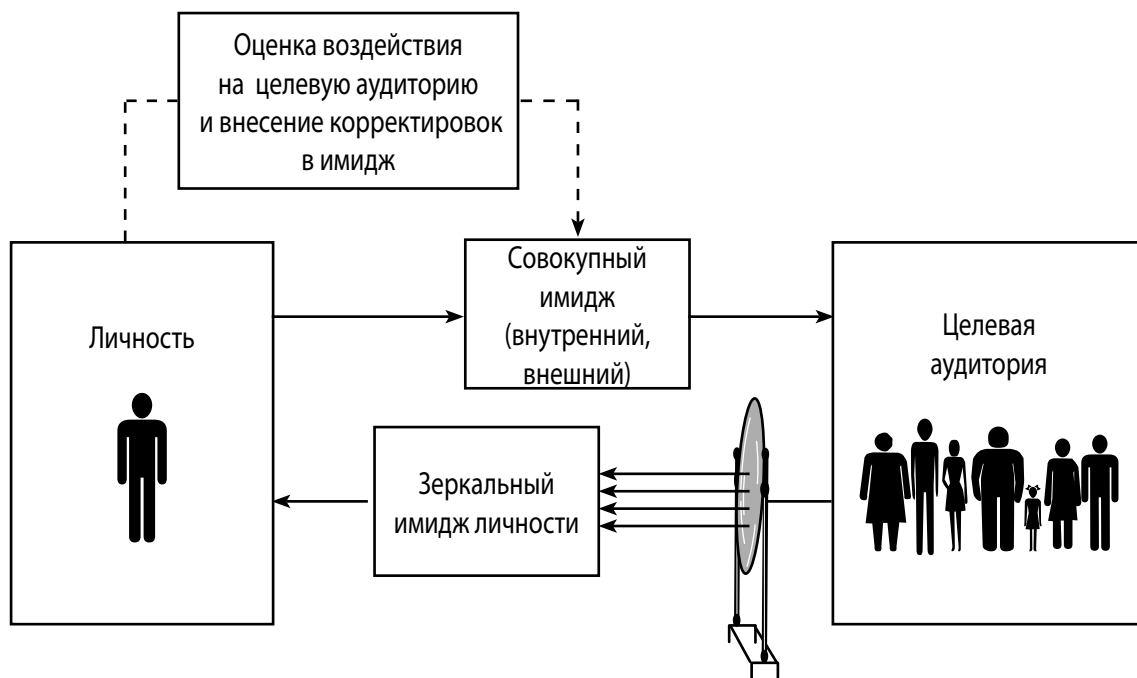 Оценка воздействия
на целевую аудиторию
и внесение корректировок
в имидж
Личность
Совокупный
имидж
(внутренний,
внешний)
Целевая
аудитория
Зеркальный
имидж личности